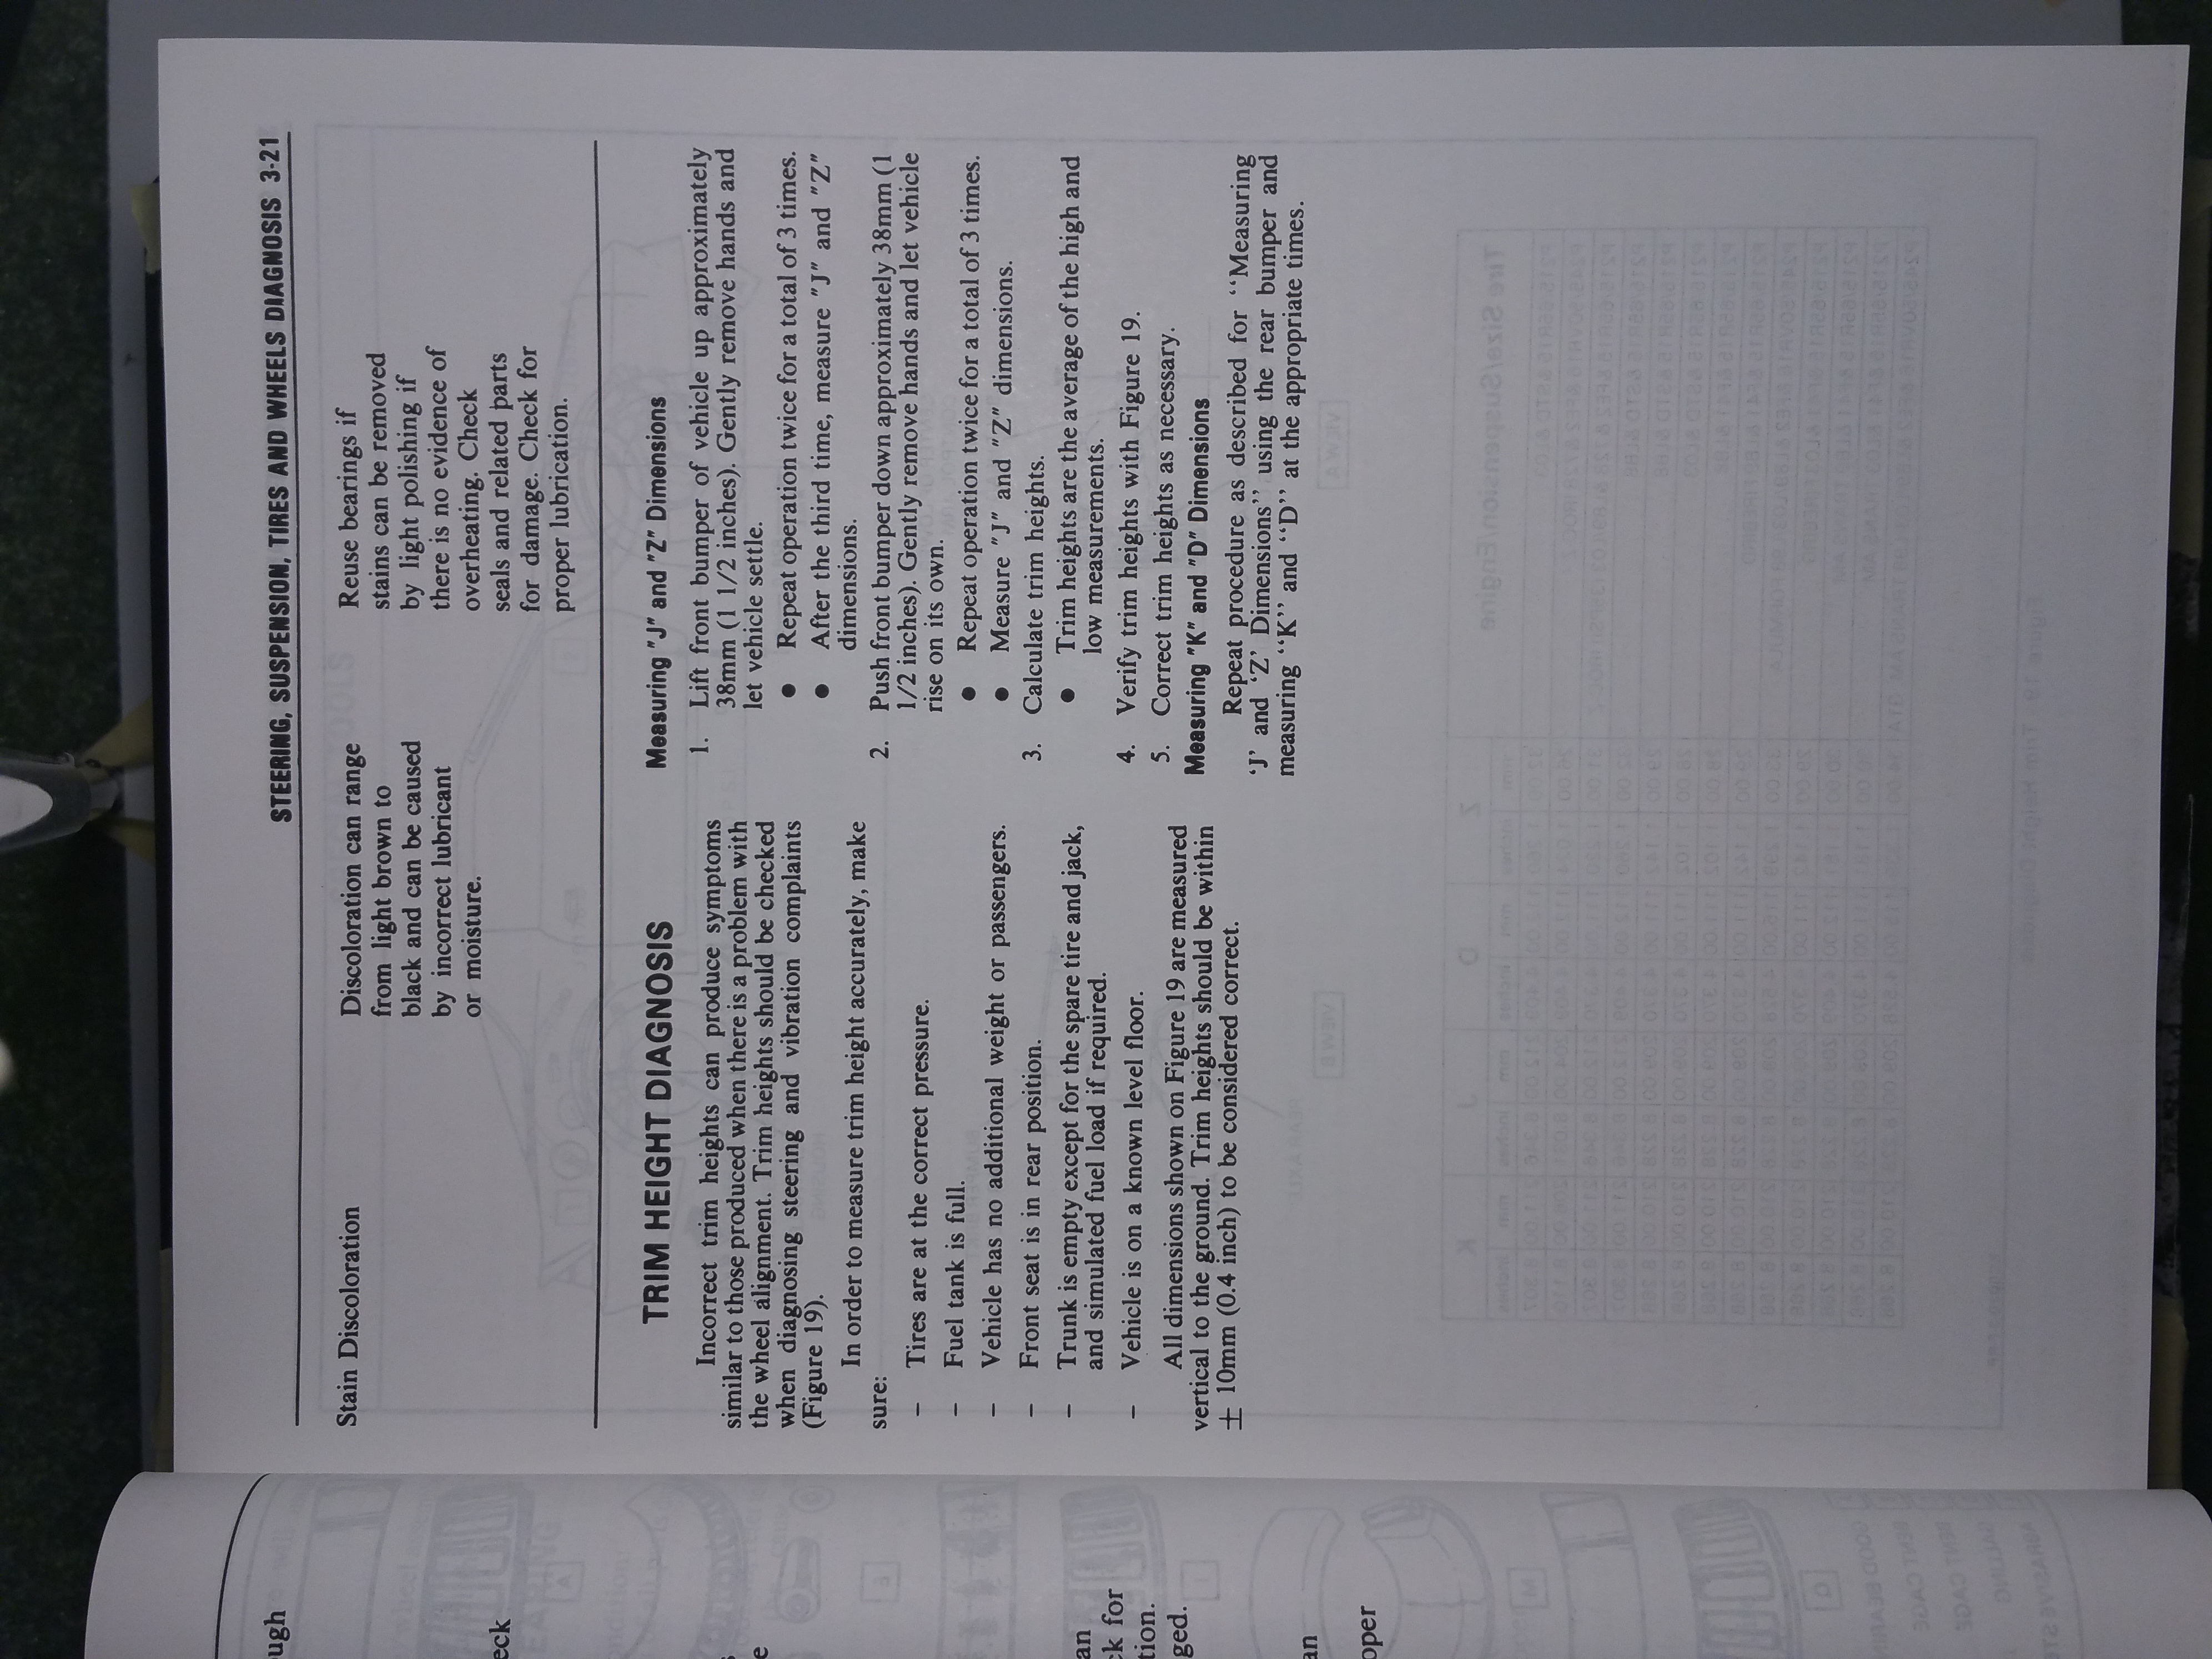 STEERING, SUSPENSION, TIRES AND WHEELS DIAGNOSIS 3-21
Stain Discoloration
Discoloration can range
from light brown to
black and can be caused
by incorrect lubricant
or moisture.
Reuse bearings if
stains can be removed
by light polishing if
there is no evidence of
overheating. Check
seals and related parts
for damage. Check for
proper lubrication.
TRIM HEIGHT DIAGNOSIS
Incorrect trim heights can produce symptoms
similar to those produced when there is a problem with
the wheel alignment. Trim heights should be checked
when diagnosing steering and vibration complaints
(Figure 19).
In order to measure trim height accurately, make
sure:
– Tires are at the correct pressure.
– Fuel tank is full.
– Vehicle has no additional weight or passengers.
– Front seat is in rear position.
– Trunk is empty except for the spare tire and jack,
and simulated fuel load if required.
– Vehicle is on a known level floor.
All dimensions shown on Figure 19 are measured
vertical to the ground. Trim heights should be within
± 10mm (0.4 inch) to be considered correct.
Measuring "J" and "Z" Dimensions
1. Lift front bumper of vehicle up approximately
38mm (1 1/2 inches). Gently remove hands and
let vehicle settle.
● Repeat operation twice for a total of 3 times.
● After the third time, measure "J" and "Z"
dimensions.
2. Push front bumper down approximately 38mm (1
1/2 inches). Gently remove hands and let vehicle
rise on its own.
● Repeat operation twice for a total of 3 times.
● Measure "J" and "Z" dimensions.
3. Calculate trim heights.
● Trim heights are the average of the high and
low measurements.
4. Verify trim heights with Figure 19.
5. Correct trim heights as necessary.
Measuring "K" and "D" Dimensions
Repeat procedure as described for ‘‘Measuring
‘J’ and ‘Z’ Dimensions’’ using the rear bumper and
measuring ‘‘K’’ and ‘‘D’’ at the appropriate times.
ough
eck
e
an
ck for
tion.
ged.
an
oper